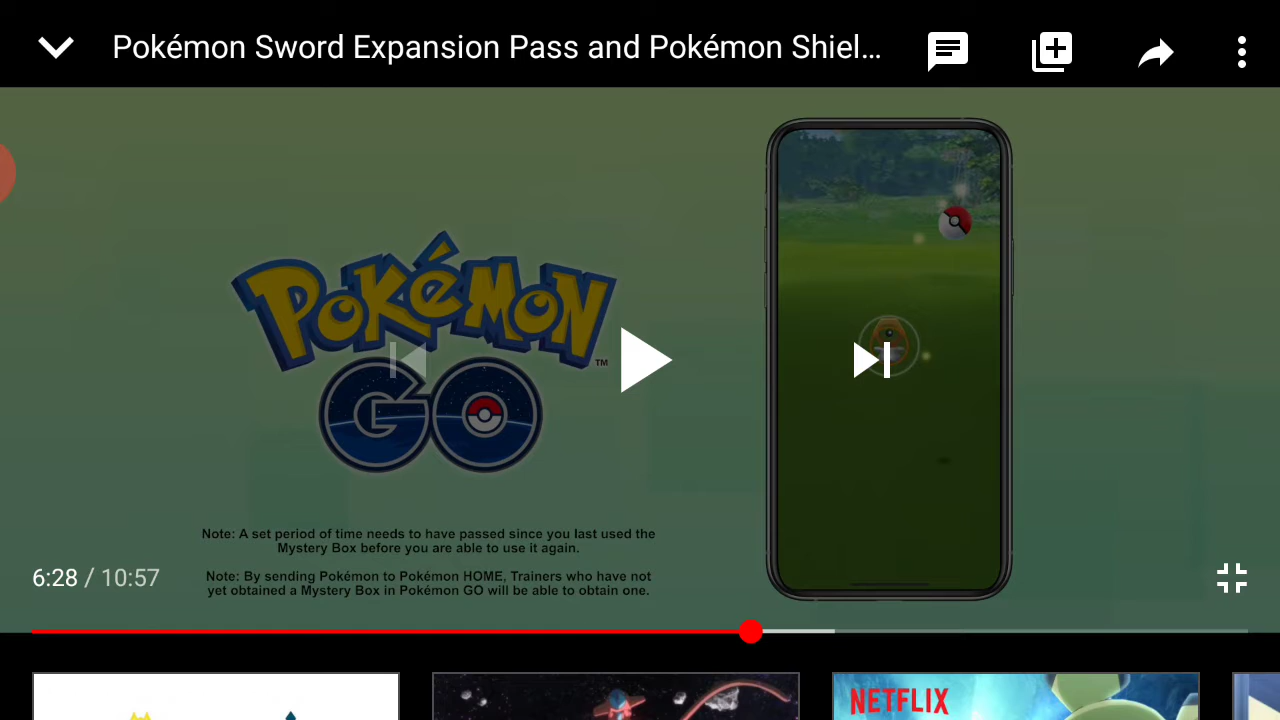 Pokémon Sword Expansion Pass and Pokémon Shiel...
POKéMON
TM
GO
Note: A set period of time needs to have passed since you last used the
Mystery Box before you are able to use it again.
Note: By sending Pokémon to Pokémon HOME, Trainers who have not
yet obtained a Mystery Box in Pokémon GO will be able to obtain one.
6:28 / 10:57
NETFLIX